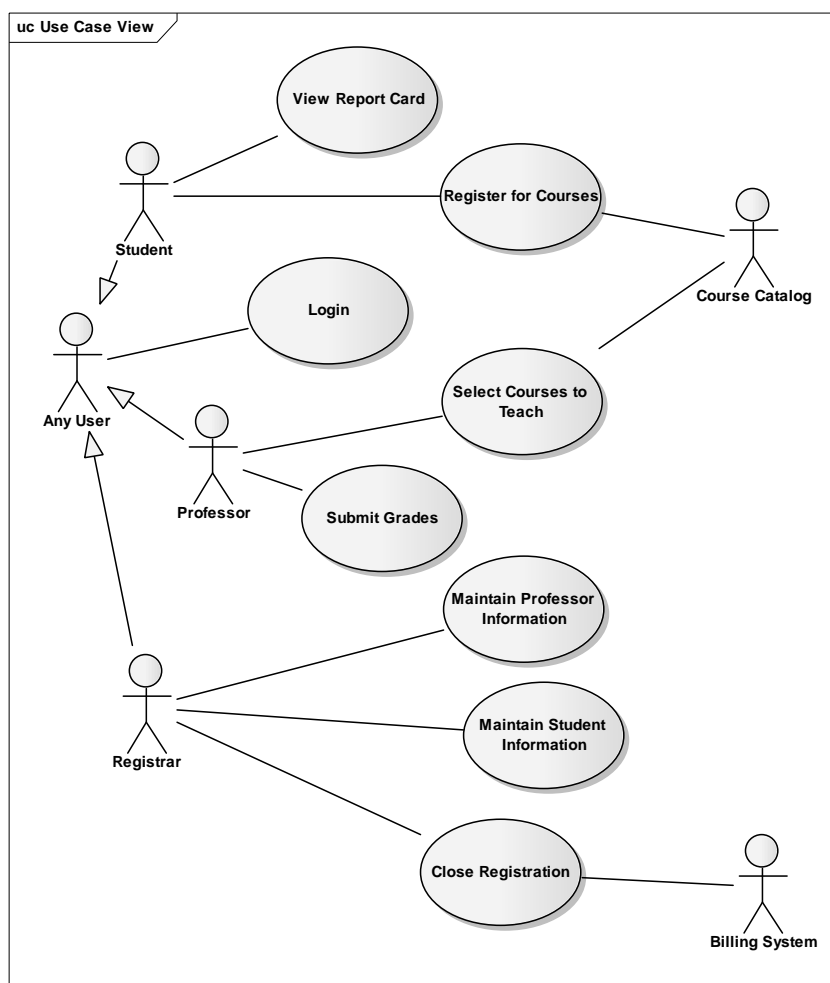 uc Use Case View
View Report Card
Student
Register for Courses
Course Catalog
Login
Any User
Select Courses to
Teach
Professor
Submit Grades
Maintain Professor
Information
Registrar
Maintain Student
Information
Close Registration
Billing System